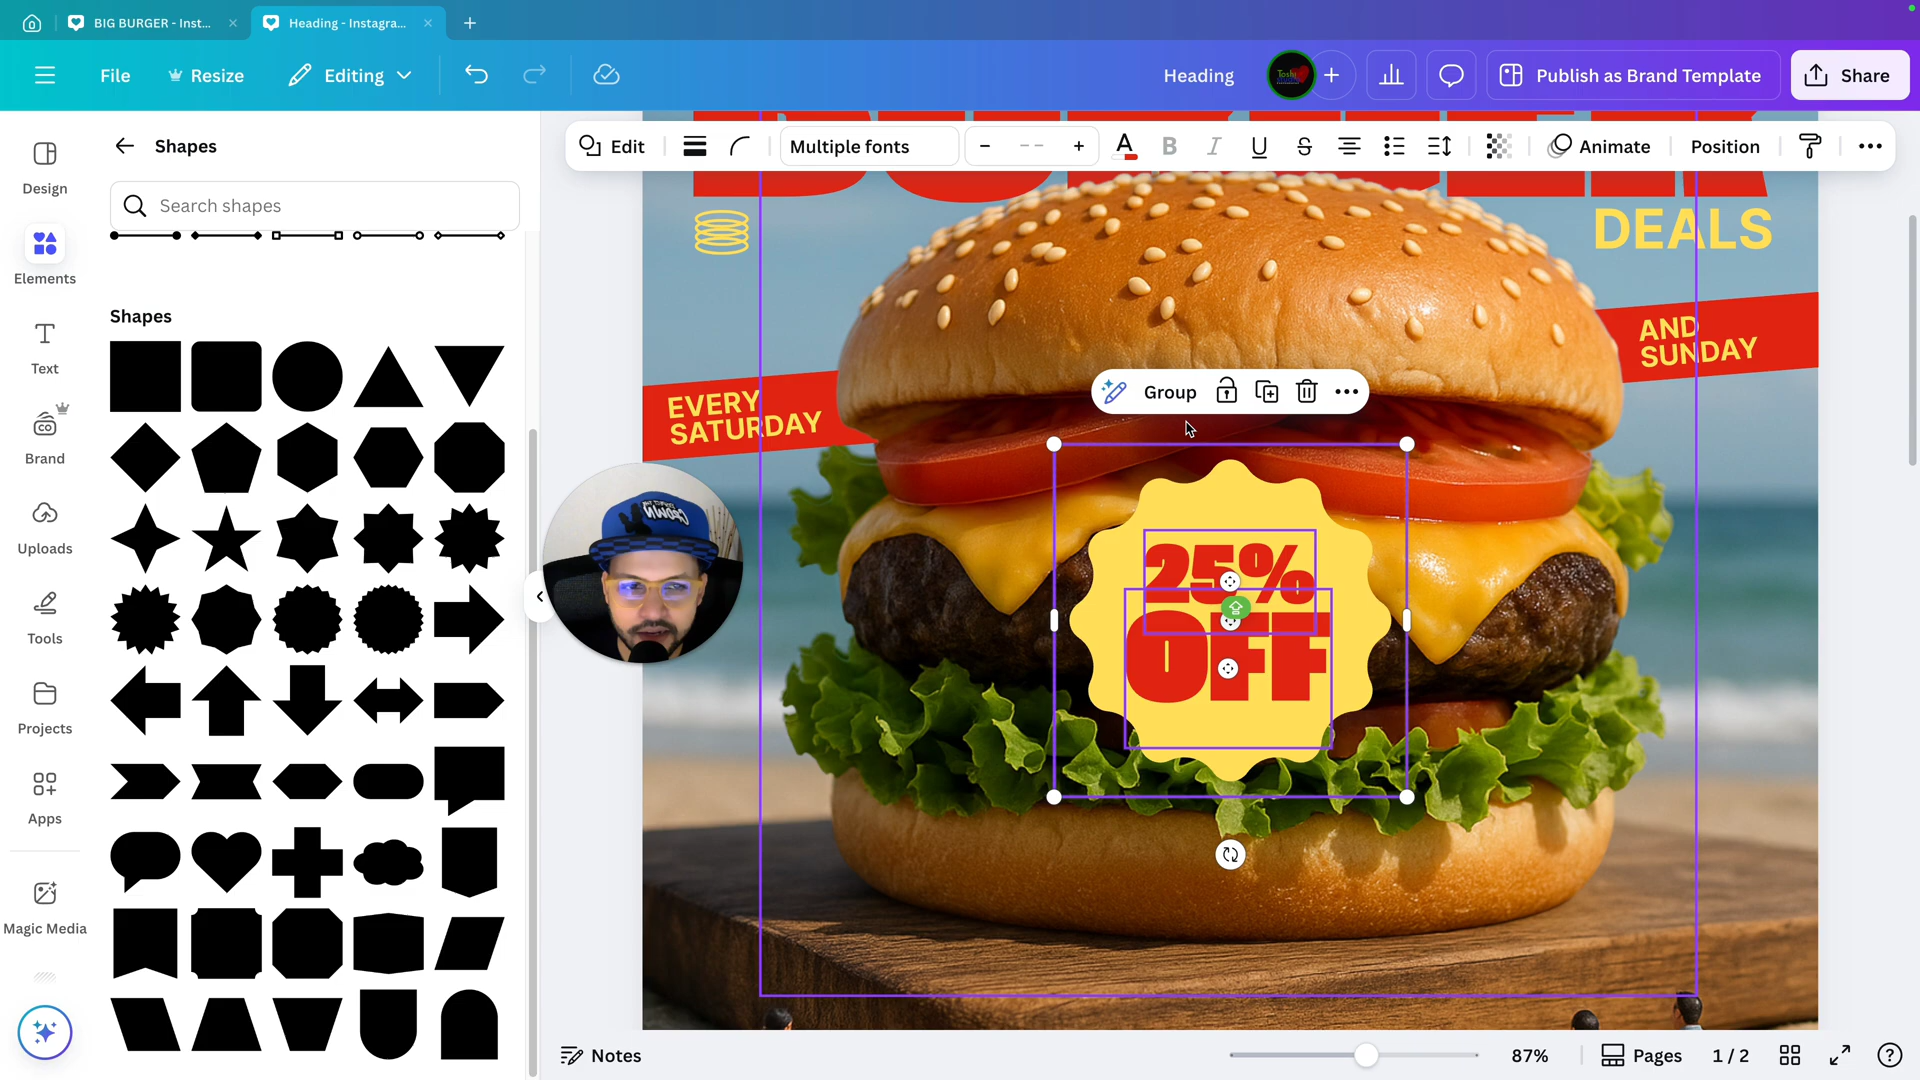 BIG BURGER - Inst...
Heading - Instagra...
File
Resize
Editing
Heading
Toshi
Publish as Brand Template
Share
Design
Elements
Text
Brand
Uploads
Tools
Projects
Apps
Magic Media
Shapes
Search shapes
Shapes
Edit
Multiple fonts
- -
A
B
I
U
S
Animate
Position
DEALS
AND
SUNDAY
EVERY
SATURDAY
Group
25%
OFF
Notes
87%
Pages
1 / 2